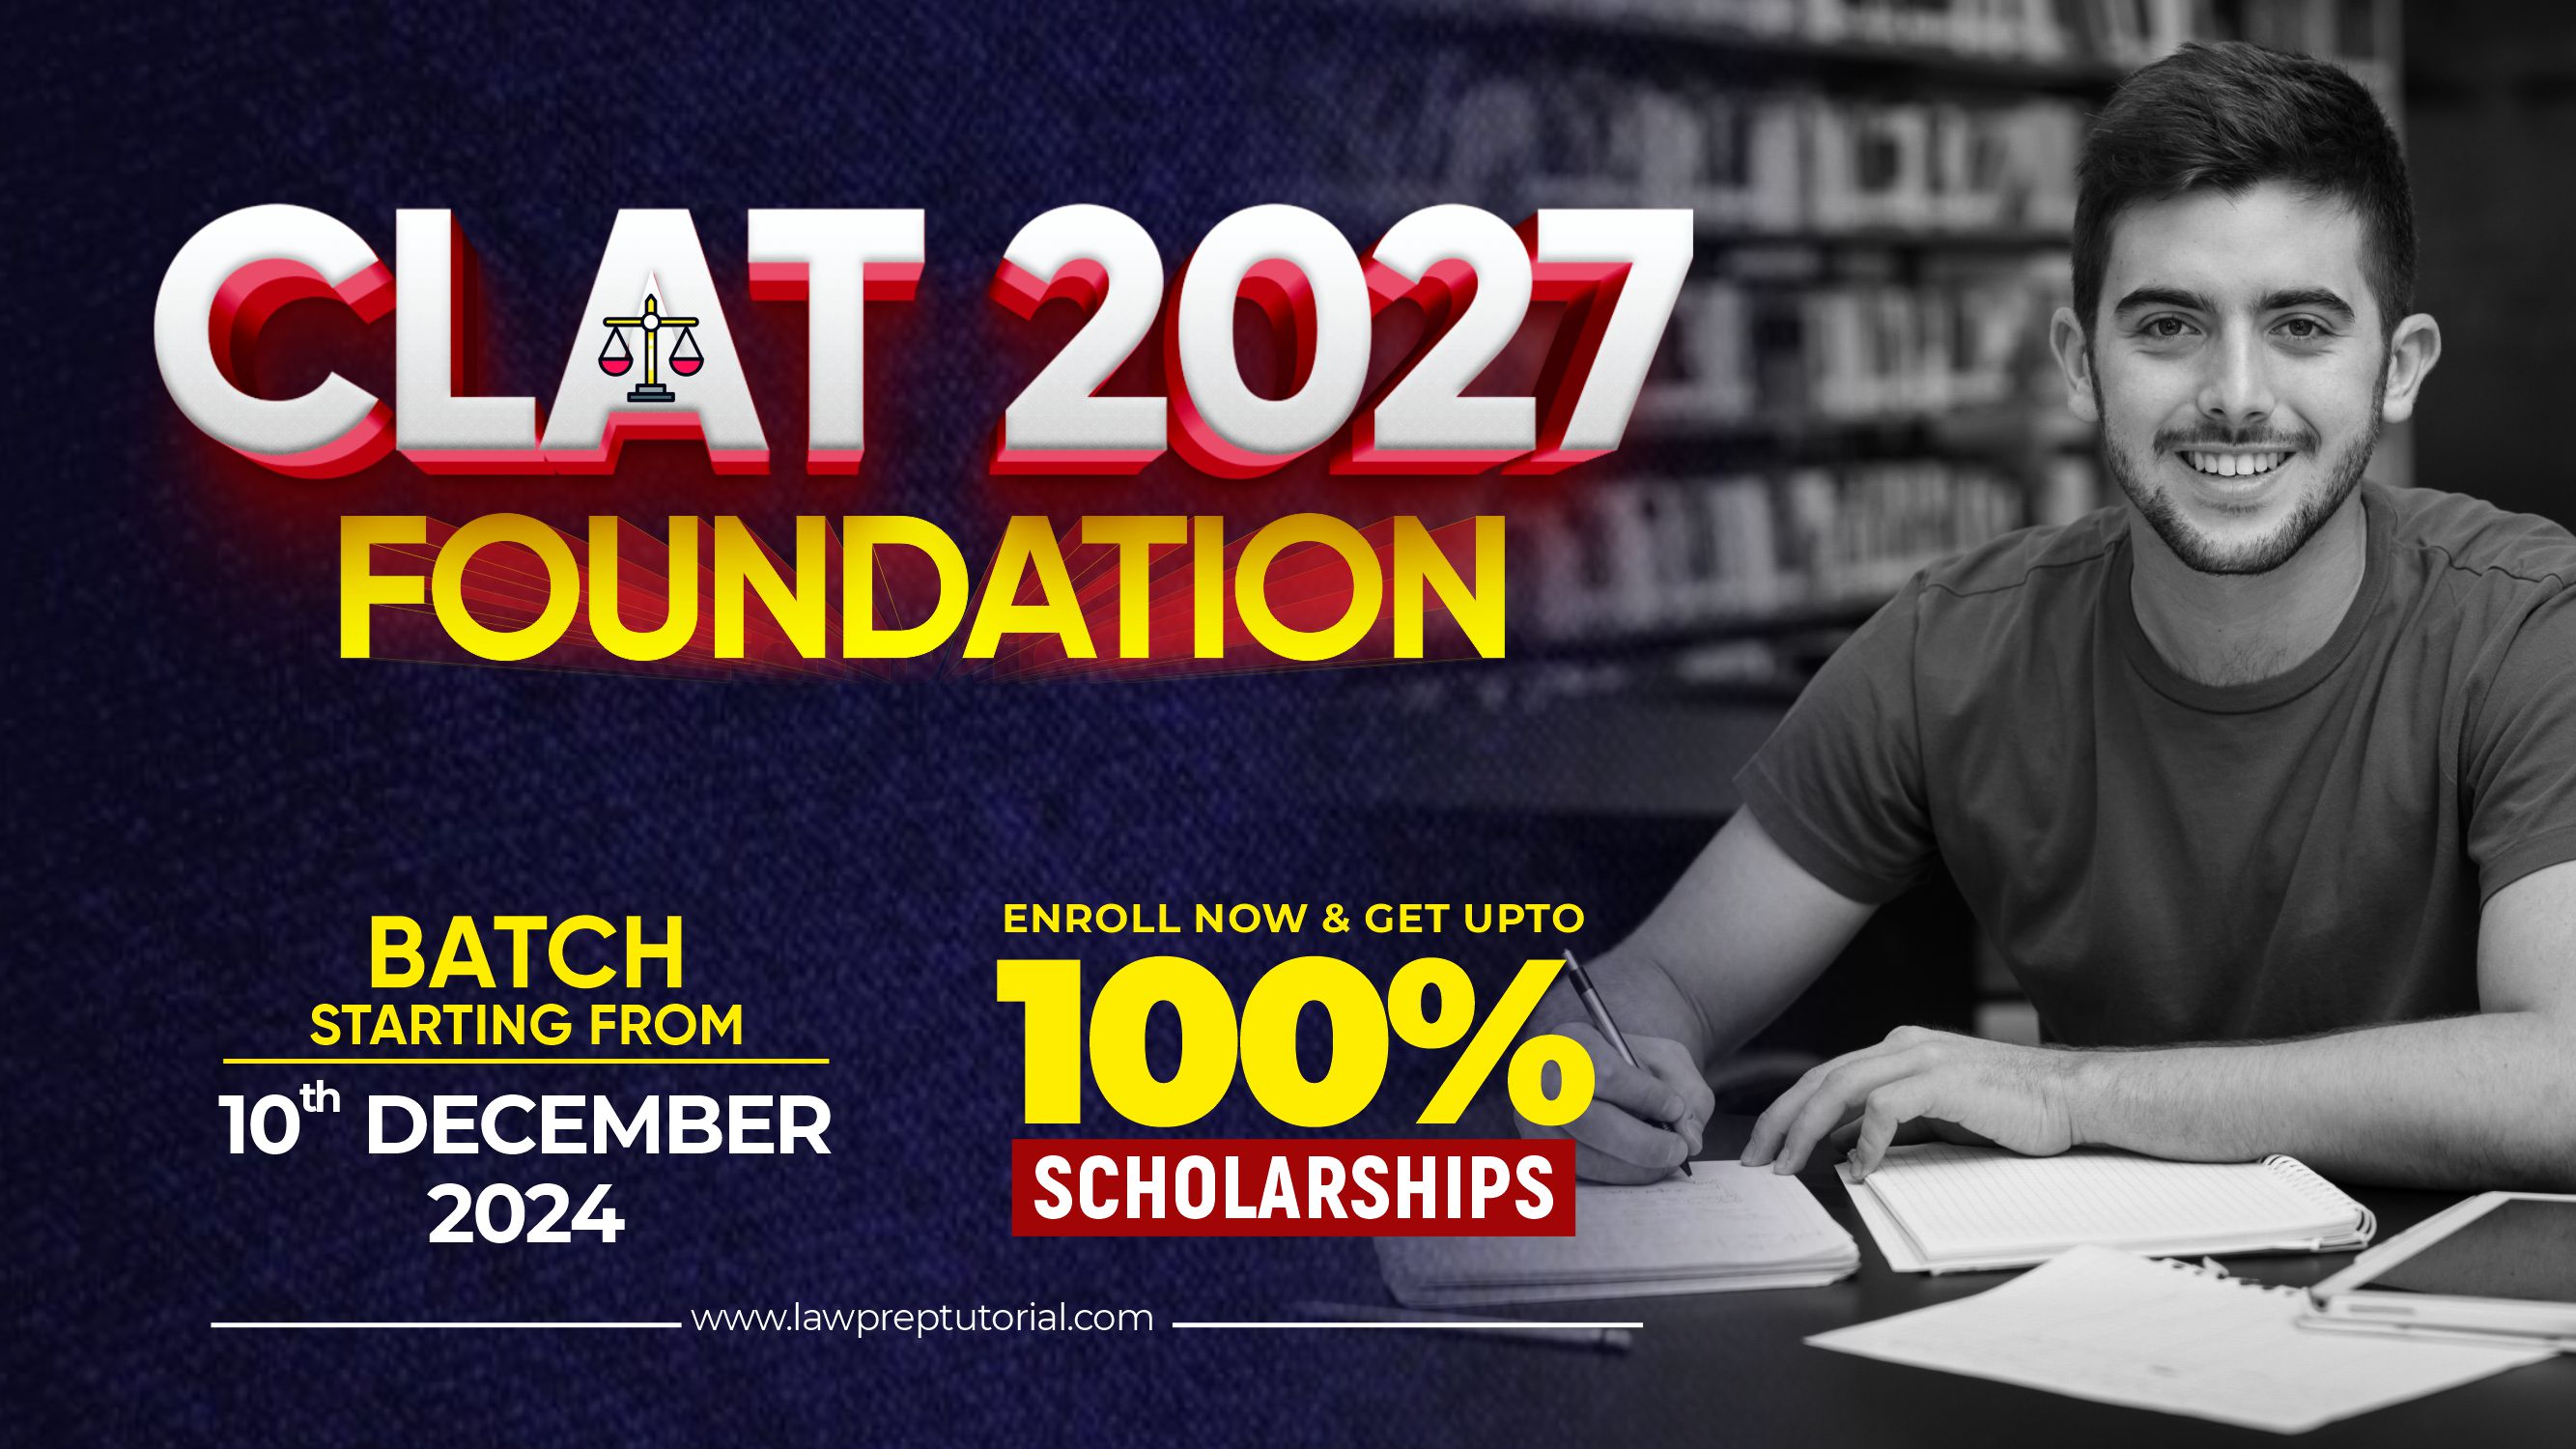 CLAT 2027
FOUNDATION
BATCH
STARTING FROM
10th DECEMBER
2024
ENROLL NOW & GET UPTO
100%
SCHOLARSHIPS
www.lawpreptutorial.com